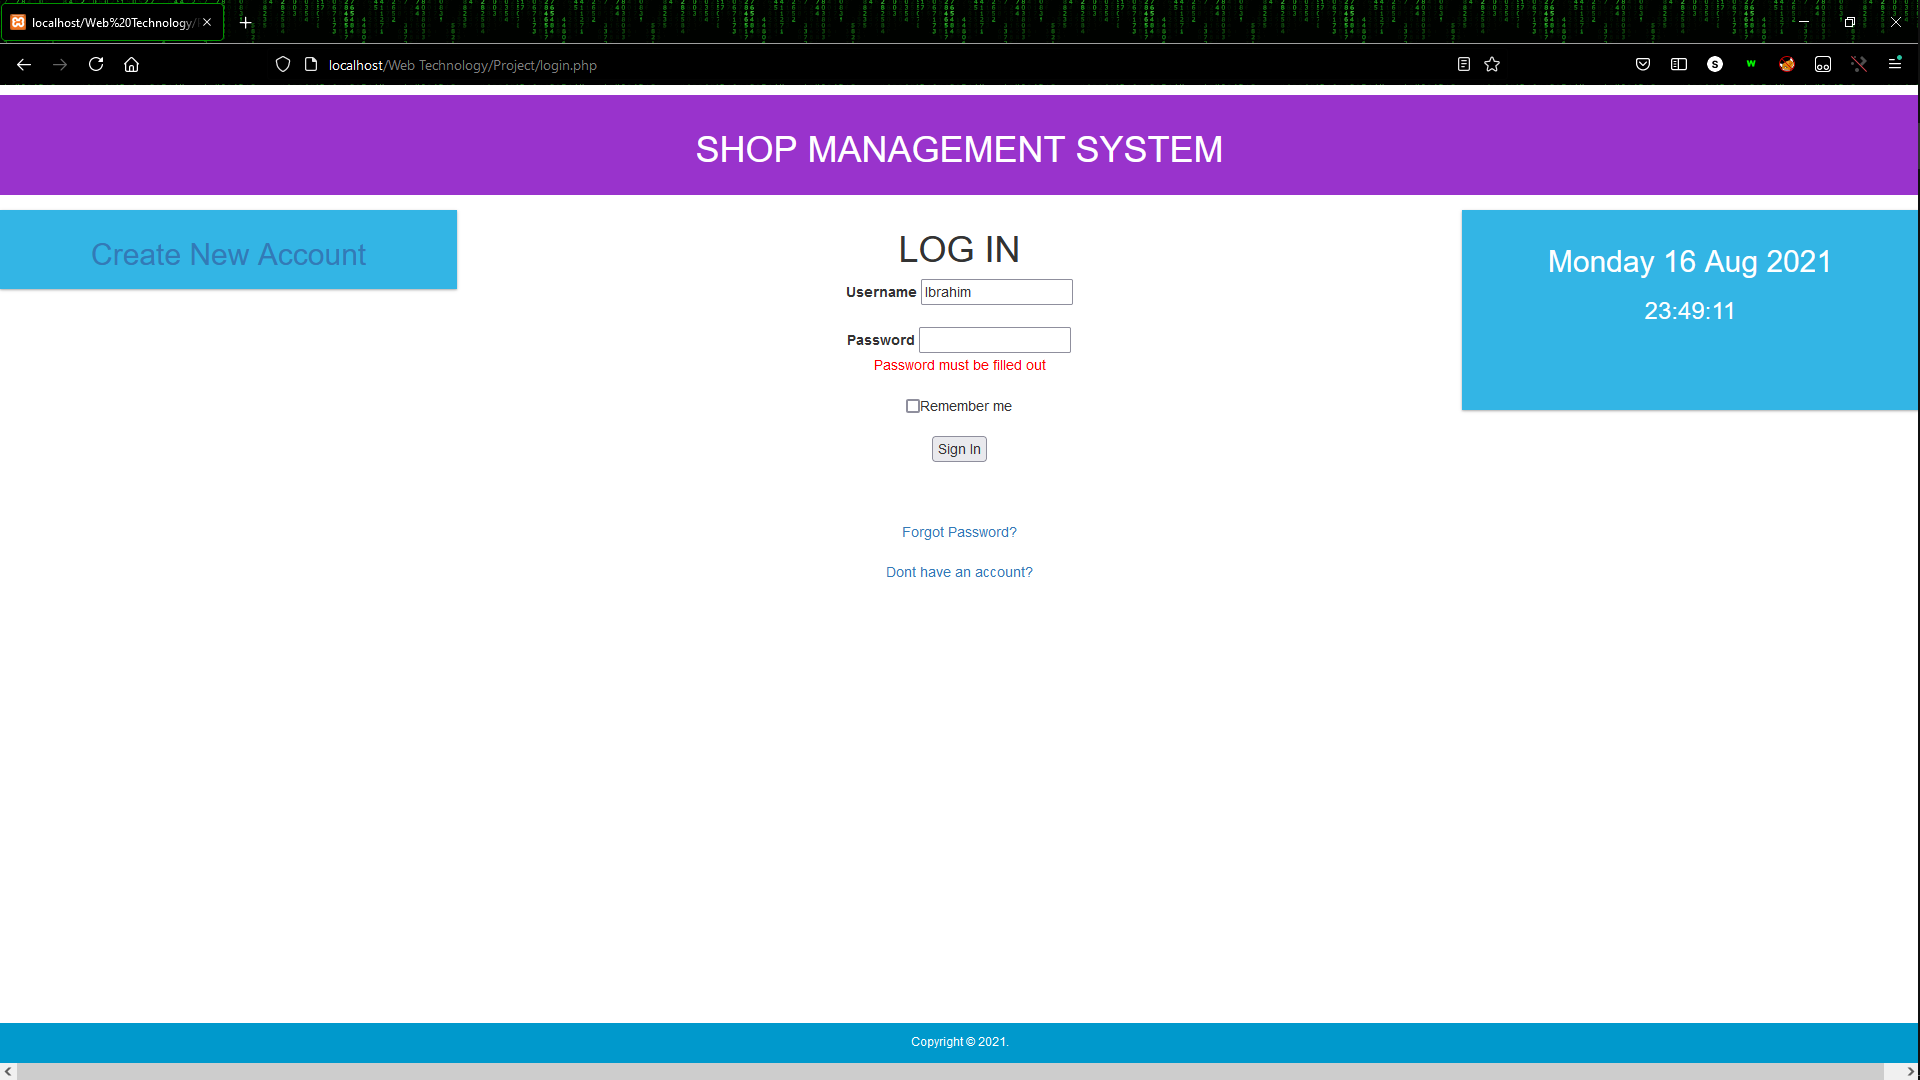 localhost/Web%20Technology/
localhost/Web Technology/Project/login.php
SHOP MANAGEMENT SYSTEM
Create New Account
LOG IN
Username Ibrahim
Password
Password must be filled out
Remember me
Sign In
Forgot Password?
Dont have an account?
Monday 16 Aug 2021
23:49:11
Copyright © 2021.